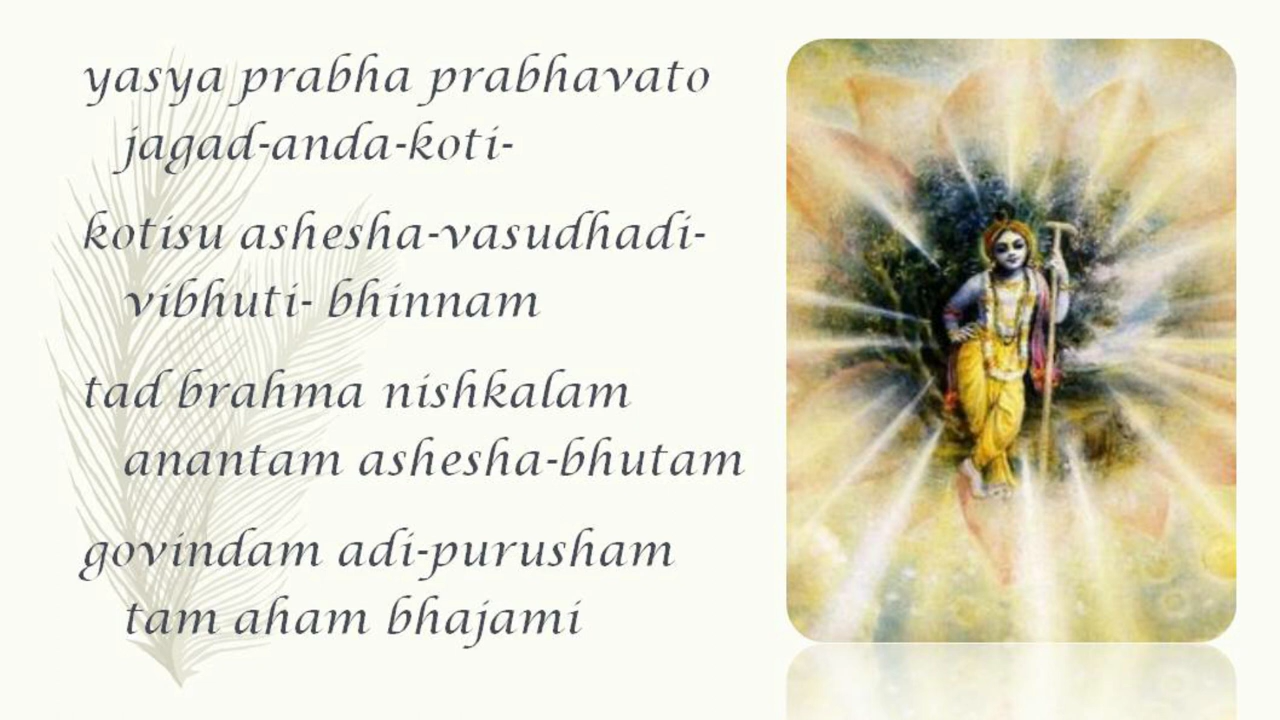 yasya prabha prabhavato
jagad-anda-koti-
kotisu ashesha-vasudhadi-
vibhuti- bhinnam
tad brahma nishkalam
anantam ashesha-bhutam
govindam adi-purusham
tam aham bhajami